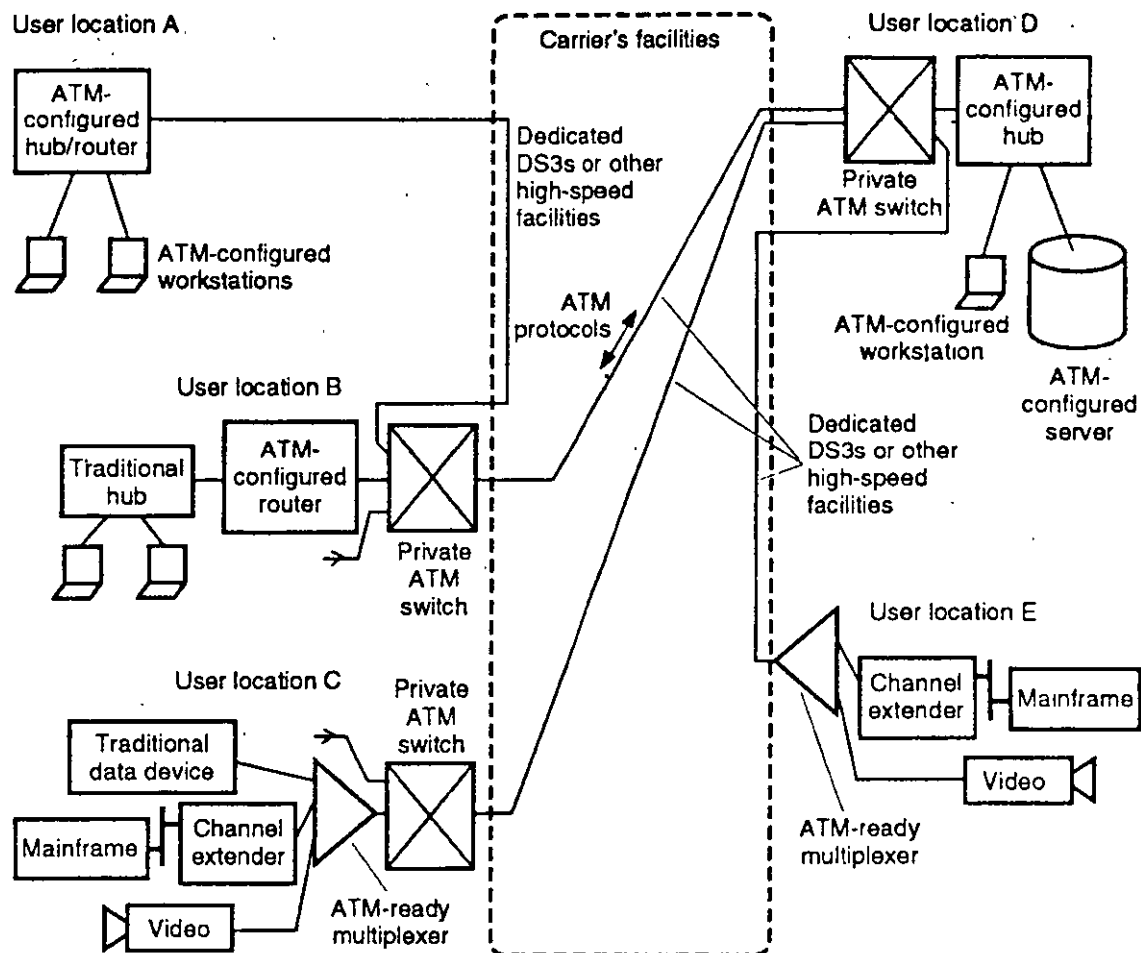 User location A
ATM-
configured
hub/router
ATM-configured
workstations
Carrier's facilities
Dedicated
DS3s or other
high-speed
facilities
ATM
protocols
User location D
ATM-
configured
hub
Private
ATM switch
ATM-configured
workstation
ATM-
configured
server
Dedicated
DS3s or other
high-speed
facilities
User location B
Traditional
hub
ATM-
configured
router
Private
ATM
switch
User location C
Private
ATM
switch
Traditional
data device
Mainframe
Channel
extender
Video
ATM-ready
multiplexer
User location E
Channel
extender
Mainframe
Video
ATM-ready
multiplexer